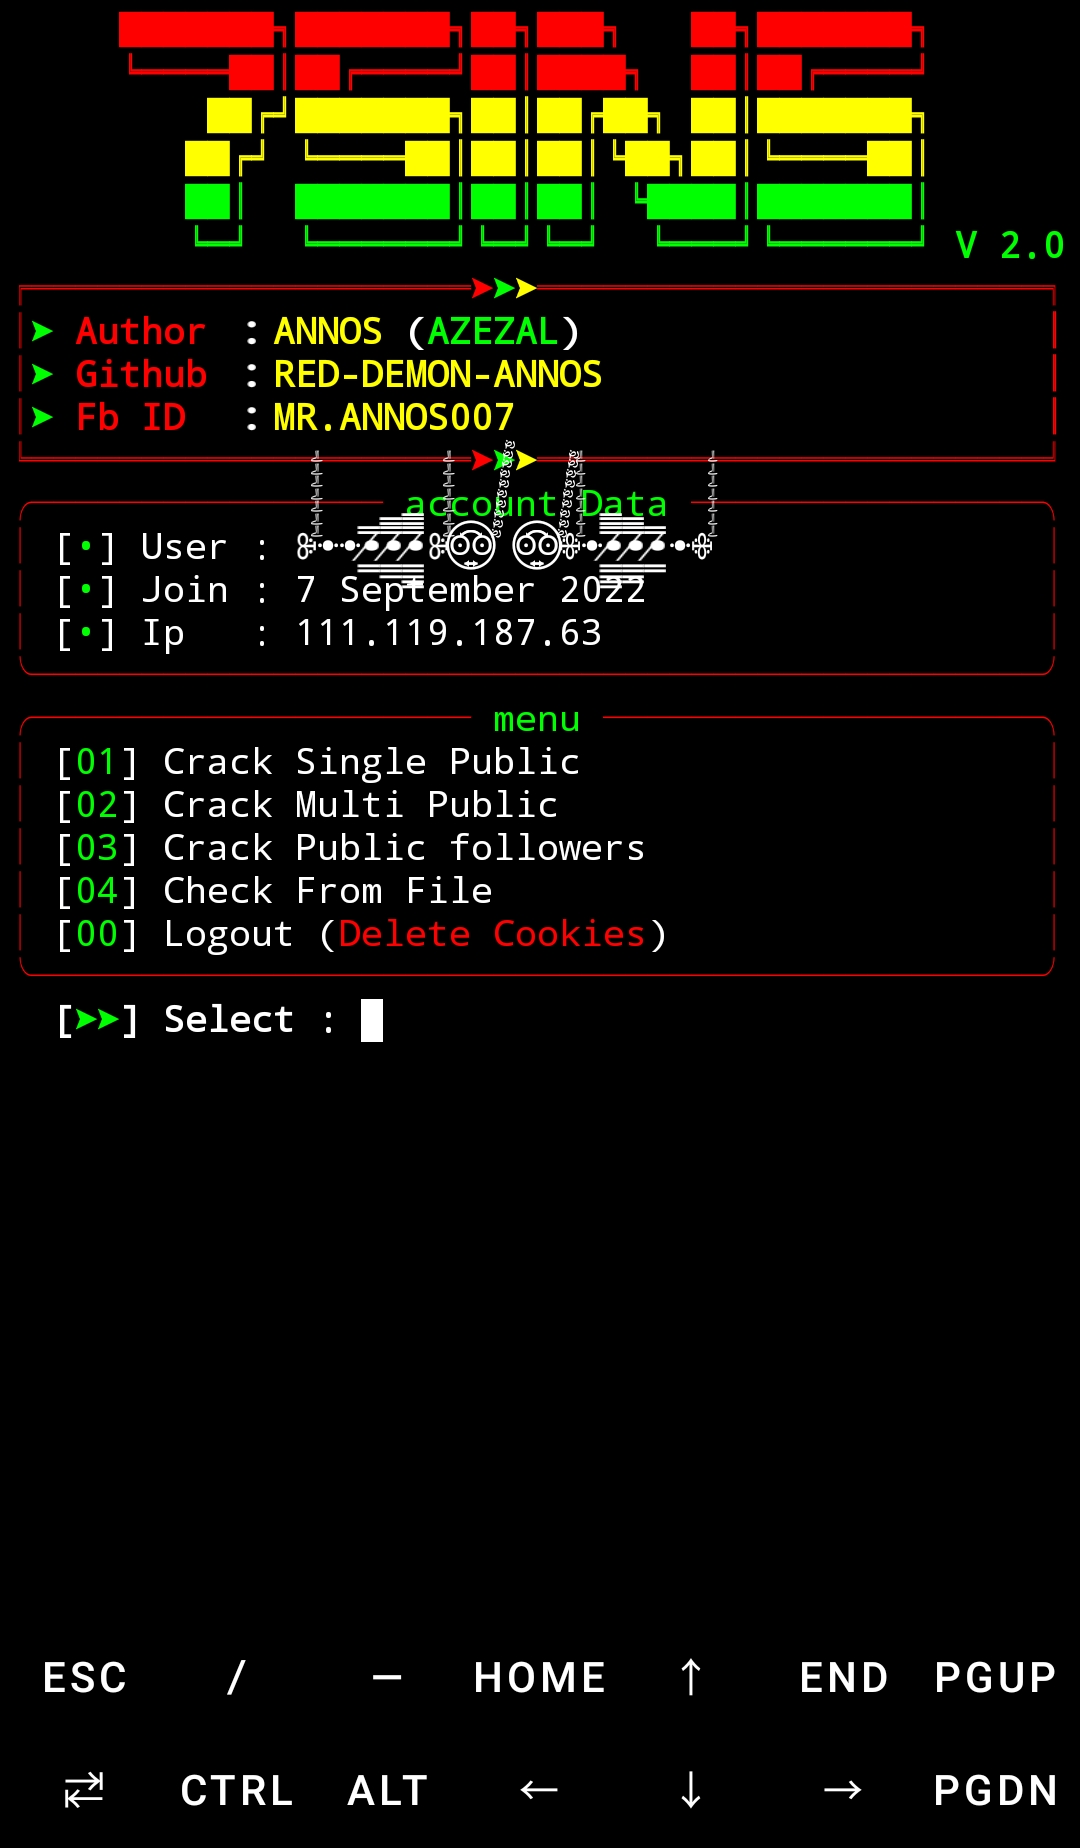 7SINS
V 2.0
➤ Author : ANNOS (AZEZAL)
➤ Github : RED-DEMON-ANNOS
➤ Fb ID : MR.ANNOS007
account Data
[•] User :
[•] Join : 7 September 2022
[•] Ip : 111.119.187.63
menu
[01] Crack Single Public
[02] Crack Multi Public
[03] Crack Public followers
[04] Check From File
[00] Logout (Delete Cookies)
[➤➤] Select :
ESC / — HOME ↑ END PGUP
⇄ CTRL ALT ← ↓ → PGDN